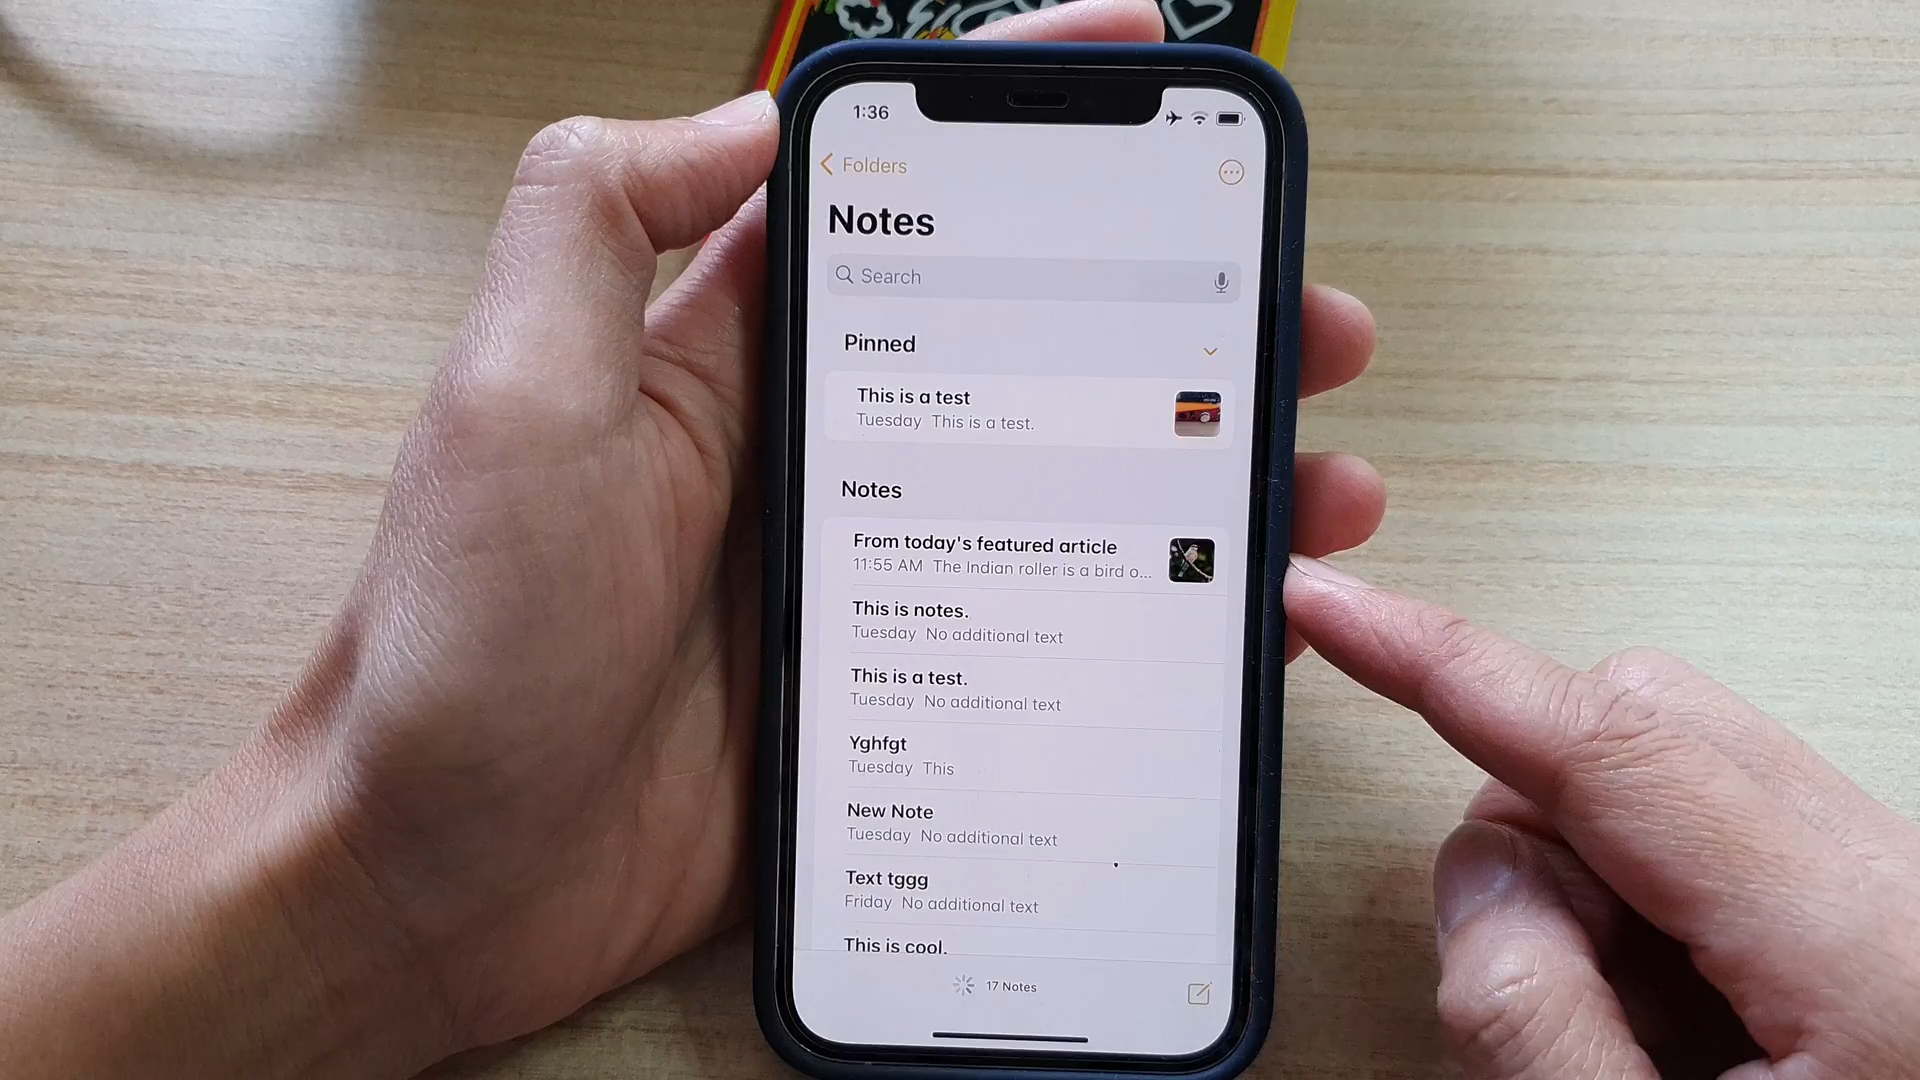 1:36
Folders
Notes
Search
Pinned
This is a test
Tuesday This is a test.
Notes
From today's featured article
11:55 AM The Indian roller is a bird o...
This is notes.
Tuesday No additional text
This is a test.
Tuesday No additional text
Yghfgt
Tuesday This
New Note
Tuesday No additional text
Text tggg
Friday No additional text
This is cool.
17 Notes